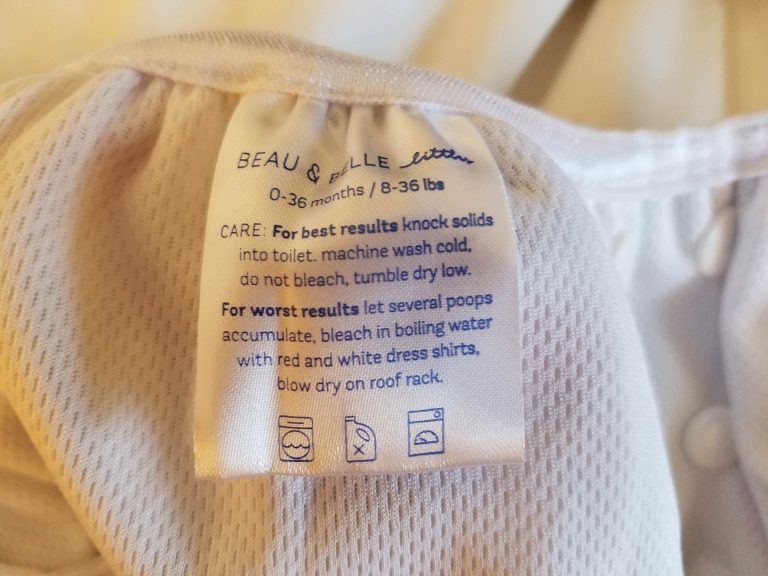 BEAU & BELLE littles
0-36 months / 8-36 lbs
CARE: For best results knock solids
into toilet. machine wash cold,
do not bleach, tumble dry low.
For worst results let several poops
accumulate, bleach in boiling water
with red and white dress shirts,
blow dry on roof rack.